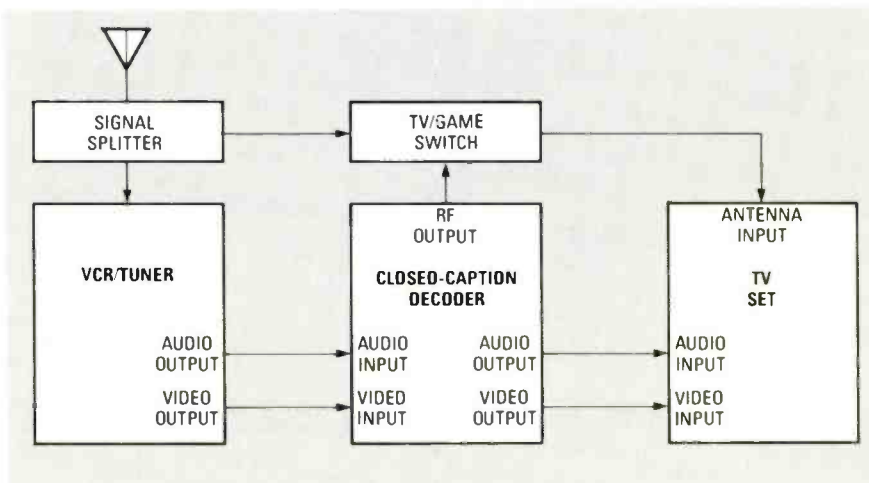 SIGNAL
SPLITTER
TV/GAME
SWITCH
VCR/TUNER
AUDIO
OUTPUT
VIDEO
OUTPUT
RF
OUTPUT
CLOSED-CAPTION
DECODER
AUDIO
INPUT
VIDEO
INPUT
AUDIO
OUTPUT
VIDEO
OUTPUT
ANTENNA
INPUT
TV
SET
AUDIO
INPUT
VIDEO
INPUT